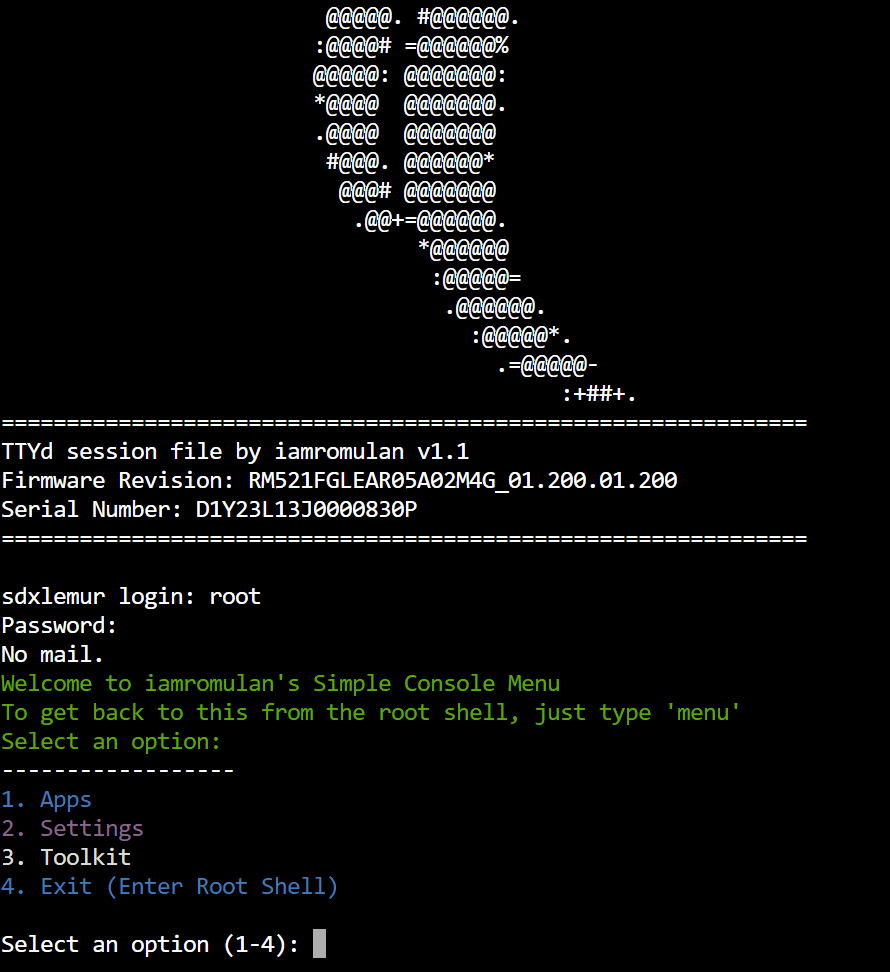 @@@@@. #@@@@@@.
:@@@@# =@@@@@@%
@@@@@: @@@@@@@:
*@@@@  @@@@@@@.
.@@@@  @@@@@@@
#@@@. @@@@@@*
@@@# @@@@@@@
.@@+=@@@@@@.
*@@@@@@
:@@@@@=
.@@@@@@.
:@@@@@*.
.=@@@@@-
:+##+.
==============================================================
TTYd session file by iamromulan v1.1
Firmware Revision: RM521FGLEAR05A02M4G_01.200.01.200
Serial Number: D1Y23L13J0000830P
==============================================================
sdxlemur login: root
Password:
No mail.
Welcome to iamromulan's Simple Console Menu
To get back to this from the root shell, just type 'menu'
Select an option:
------------------
1. Apps
2. Settings
3. Toolkit
4. Exit (Enter Root Shell)
Select an option (1-4):